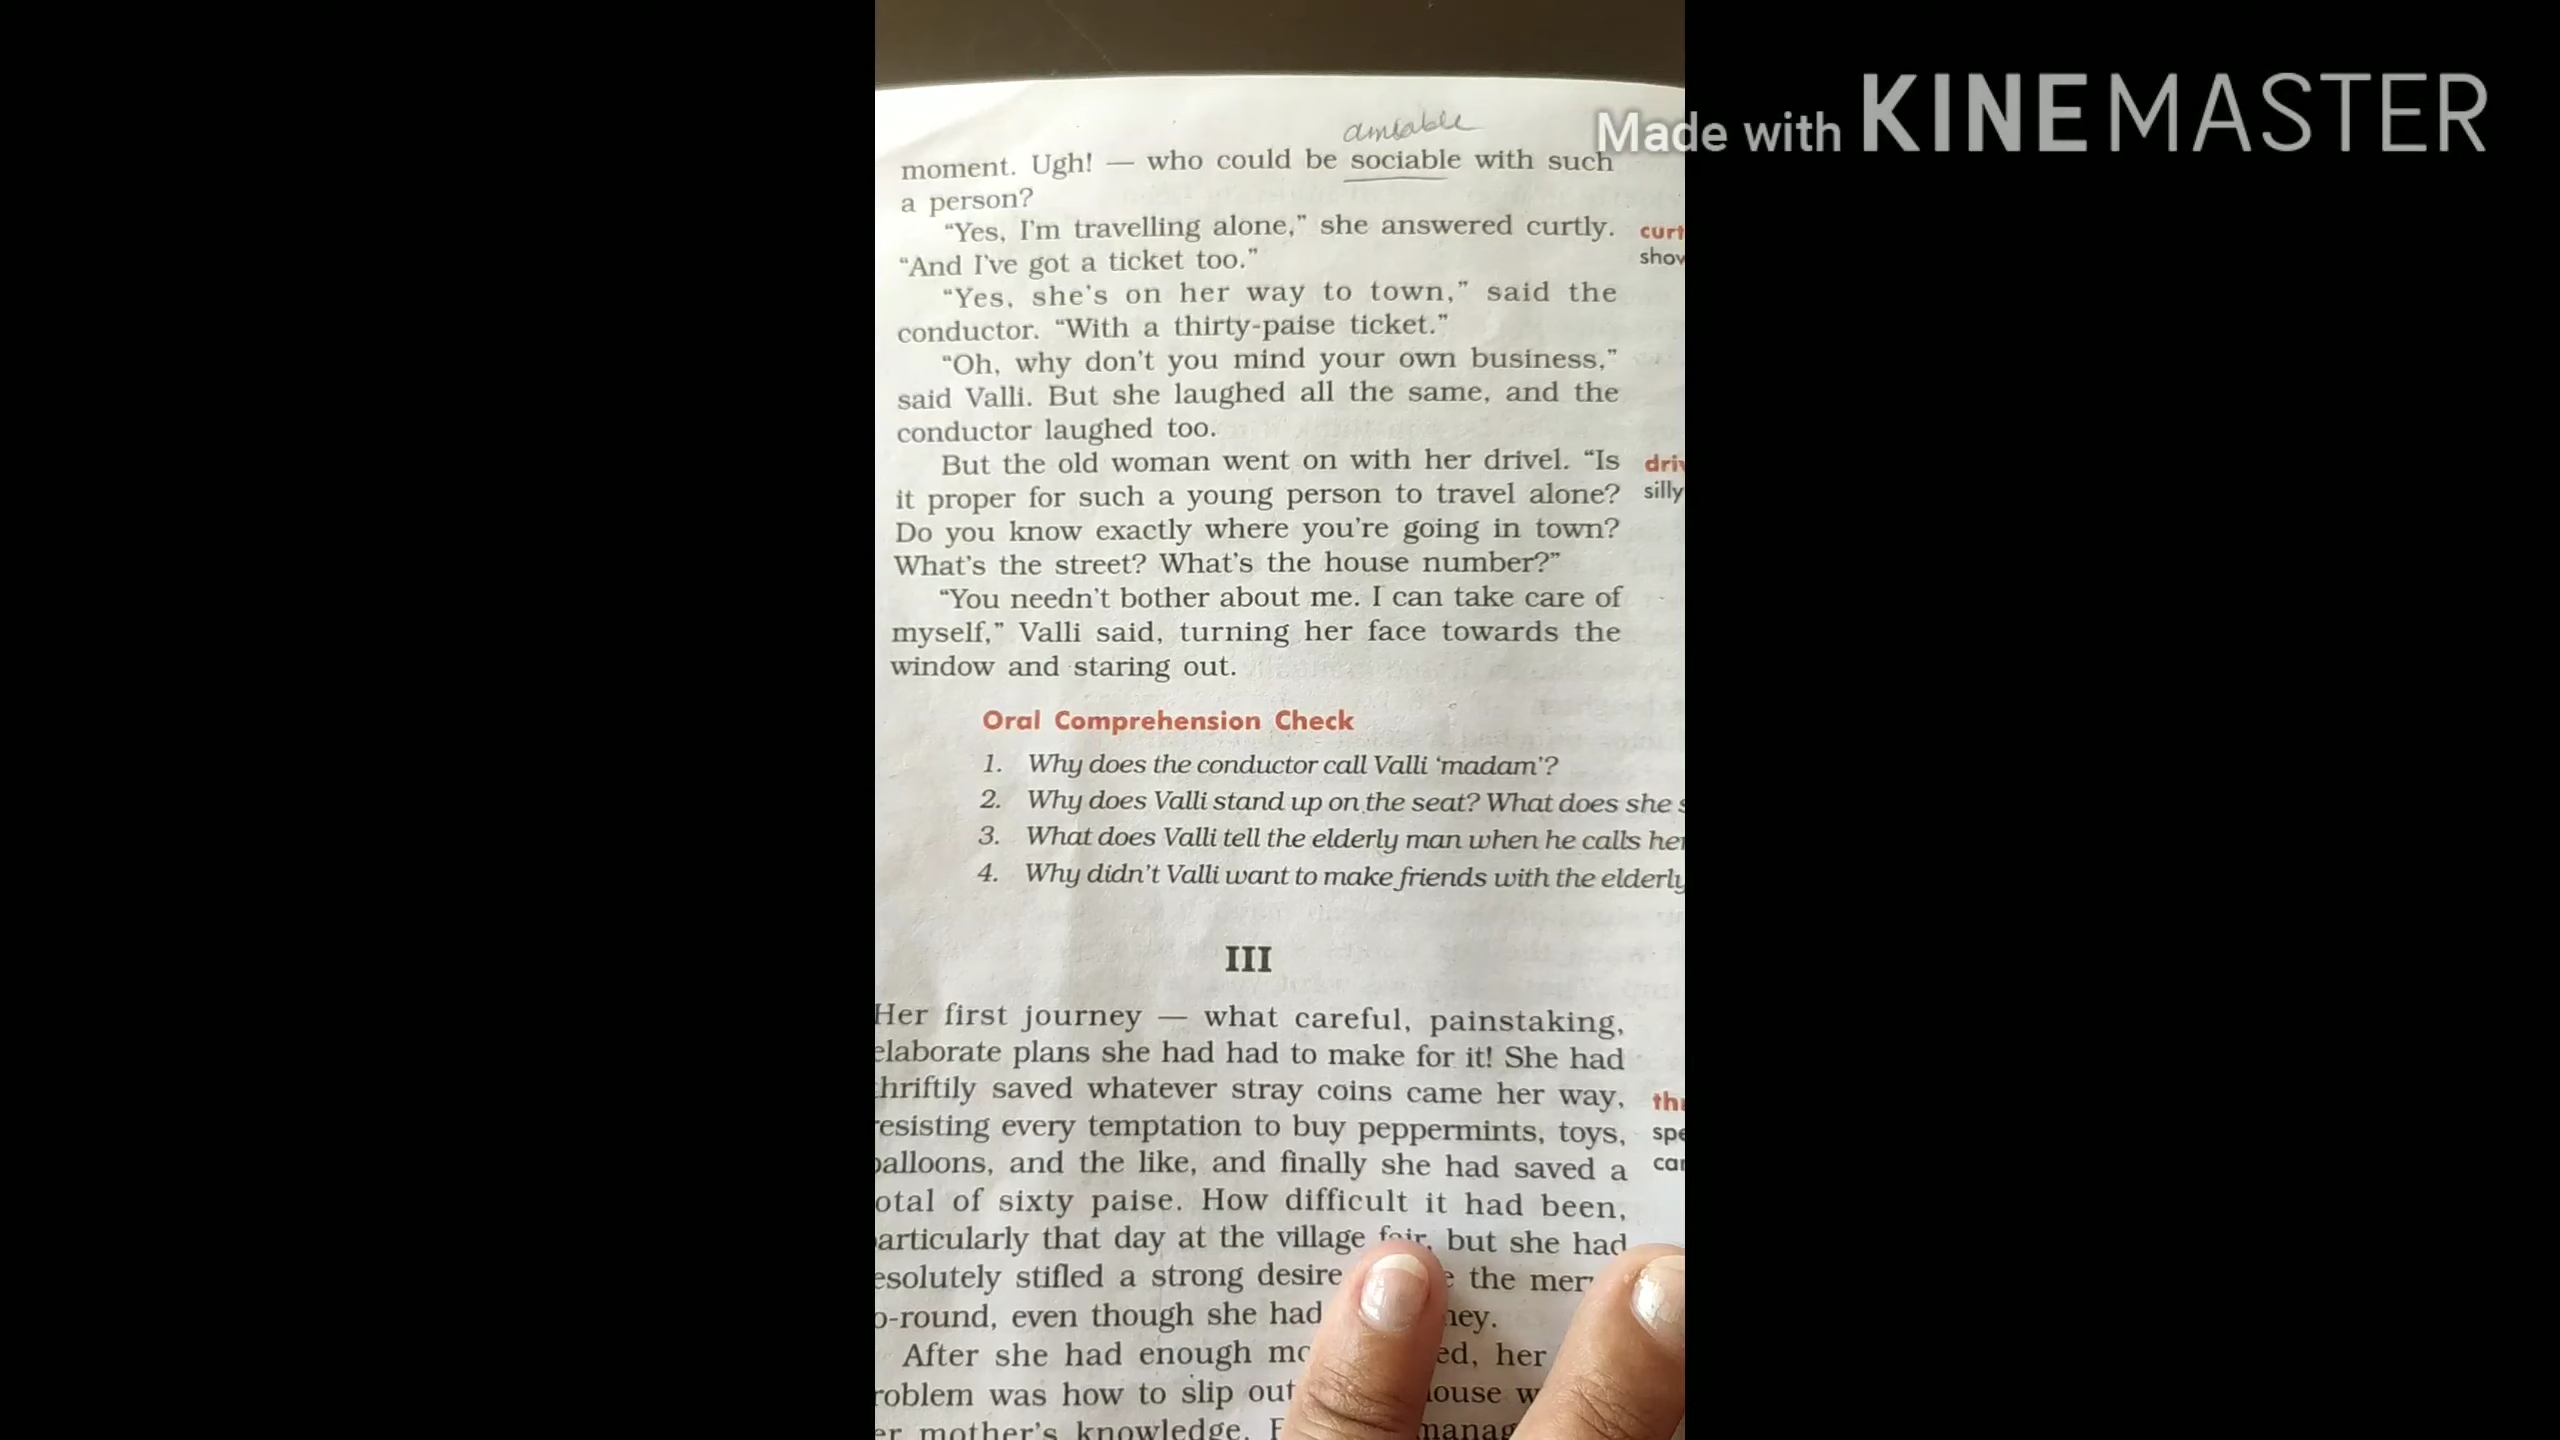 Made with KINEMASTER
amiable
moment. Ugh! — who could be sociable with such
a person?
“Yes, I'm travelling alone,” she answered curtly.
“And I've got a ticket too.”
“Yes, she's on her way to town,” said the
conductor. “With a thirty-paise ticket.”
“Oh, why don't you mind your own business,”
said Valli. But she laughed all the same, and the
conductor laughed too.
But the old woman went on with her drivel. “Is
it proper for such a young person to travel alone?
Do you know exactly where you're going in town?
What's the street? What's the house number?”
“You needn't bother about me. I can take care of
myself,” Valli said, turning her face towards the
window and staring out.
silly
Oral Comprehension Check
1. Why does the conductor call Valli ‘madam’?
2. Why does Valli stand up on the seat? What does she
3. What does Valli tell the elderly man when he calls
4. Why didn't Valli want to make friends with the elderly
III
Her first journey — what careful, painstaking,
elaborate plans she had had to make for it! She had
thriftily saved whatever stray coins came her way,
resisting every temptation to buy peppermints, toys,
balloons, and the like, and finally she had saved a
otal of sixty paise. How difficult it had been,
articularly that day at the village fair, but she had
esolutely stifled a strong desire the
o-round, even though she had
After she had enough her
roblem was how to slip out
er mother's knowledge.